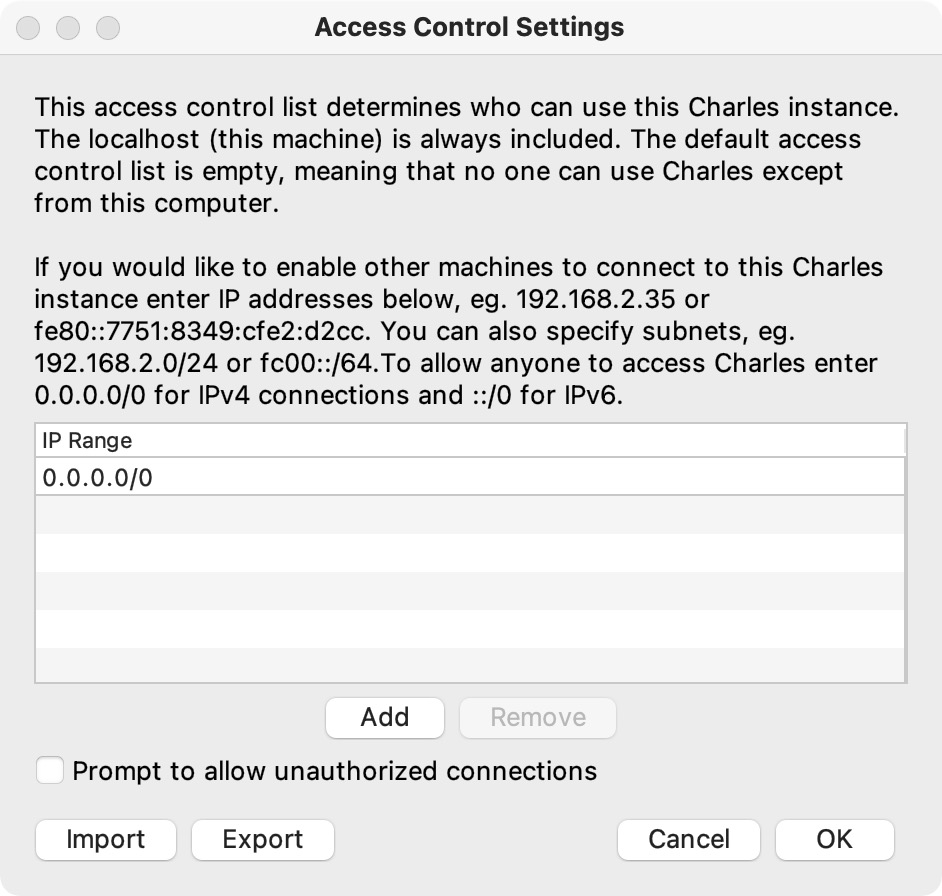 Access Control Settings
This access control list determines who can use this Charles instance.
The localhost (this machine) is always included. The default access
control list is empty, meaning that no one can use Charles except
from this computer.
If you would like to enable other machines to connect to this Charles
instance enter IP addresses below, eg. 192.168.2.35 or
fe80::7751:8349:cfe2:d2cc. You can also specify subnets, eg.
192.168.2.0/24 or fc00::/64.To allow anyone to access Charles enter
0.0.0.0/0 for IPv4 connections and ::/0 for IPv6.
IP Range
0.0.0.0/0
Add Remove
Prompt to allow unauthorized connections
Import Export Cancel OK